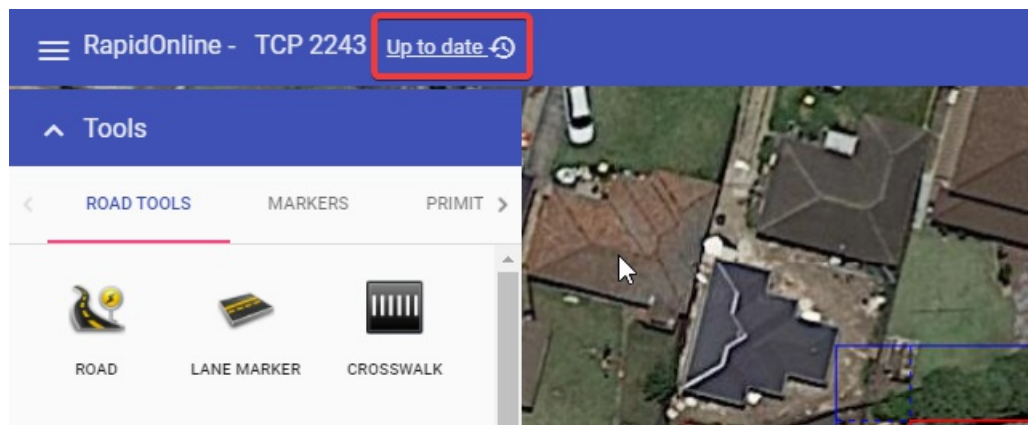 RapidOnline - TCP 2243 Up to date
Tools
ROAD TOOLS MARKERS PRIMIT
ROAD LANE MARKER CROSSWALK